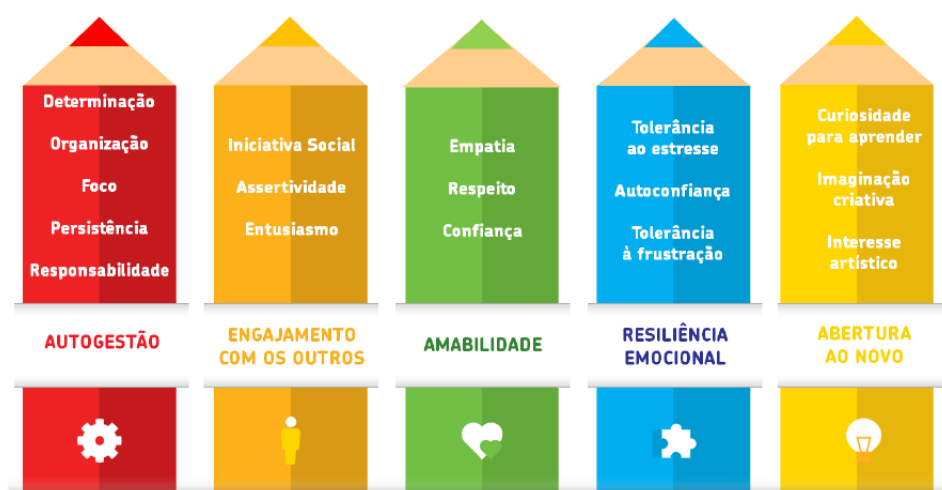 Determinação
Organização
Foco
Persistência
Responsabilidade
AUTOGESTÃO
Iniciativa Social
Assertividade
Entusiasmo
ENGAJAMENTO
COM OS OUTROS
Empatia
Respeito
Confiança
AMABILIDADE
Tolerância
ao estresse
Autoconfiança
Tolerância
à frustração
RESILIÊNCIA
EMOCIONAL
Curiosidade
para aprender
Imaginação
criativa
Interesse
artístico
ABERTURA
AO NOVO